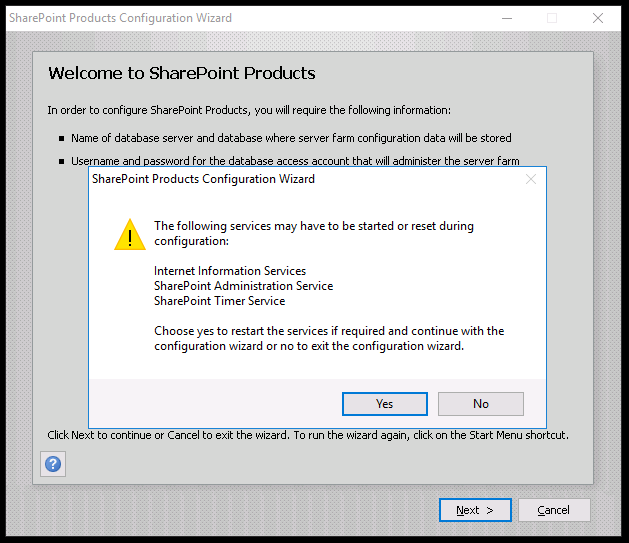 SharePoint Products Configuration Wizard
Welcome to SharePoint Products
In order to configure SharePoint Products, you will require the following information:
Name of database server and database where server farm configuration data will be stored
Username and password for the database access account that will administer the server farm
SharePoint Products Configuration Wizard
The following services may have to be started or reset during
configuration:
Internet Information Services
SharePoint Administration Service
SharePoint Timer Service
Choose yes to restart the services if required and continue with the
configuration wizard or no to exit the configuration wizard.
Yes
No
Click Next to continue or Cancel to exit the wizard. To run the wizard again, click on the Start Menu shortcut.
?
Next >
Cancel